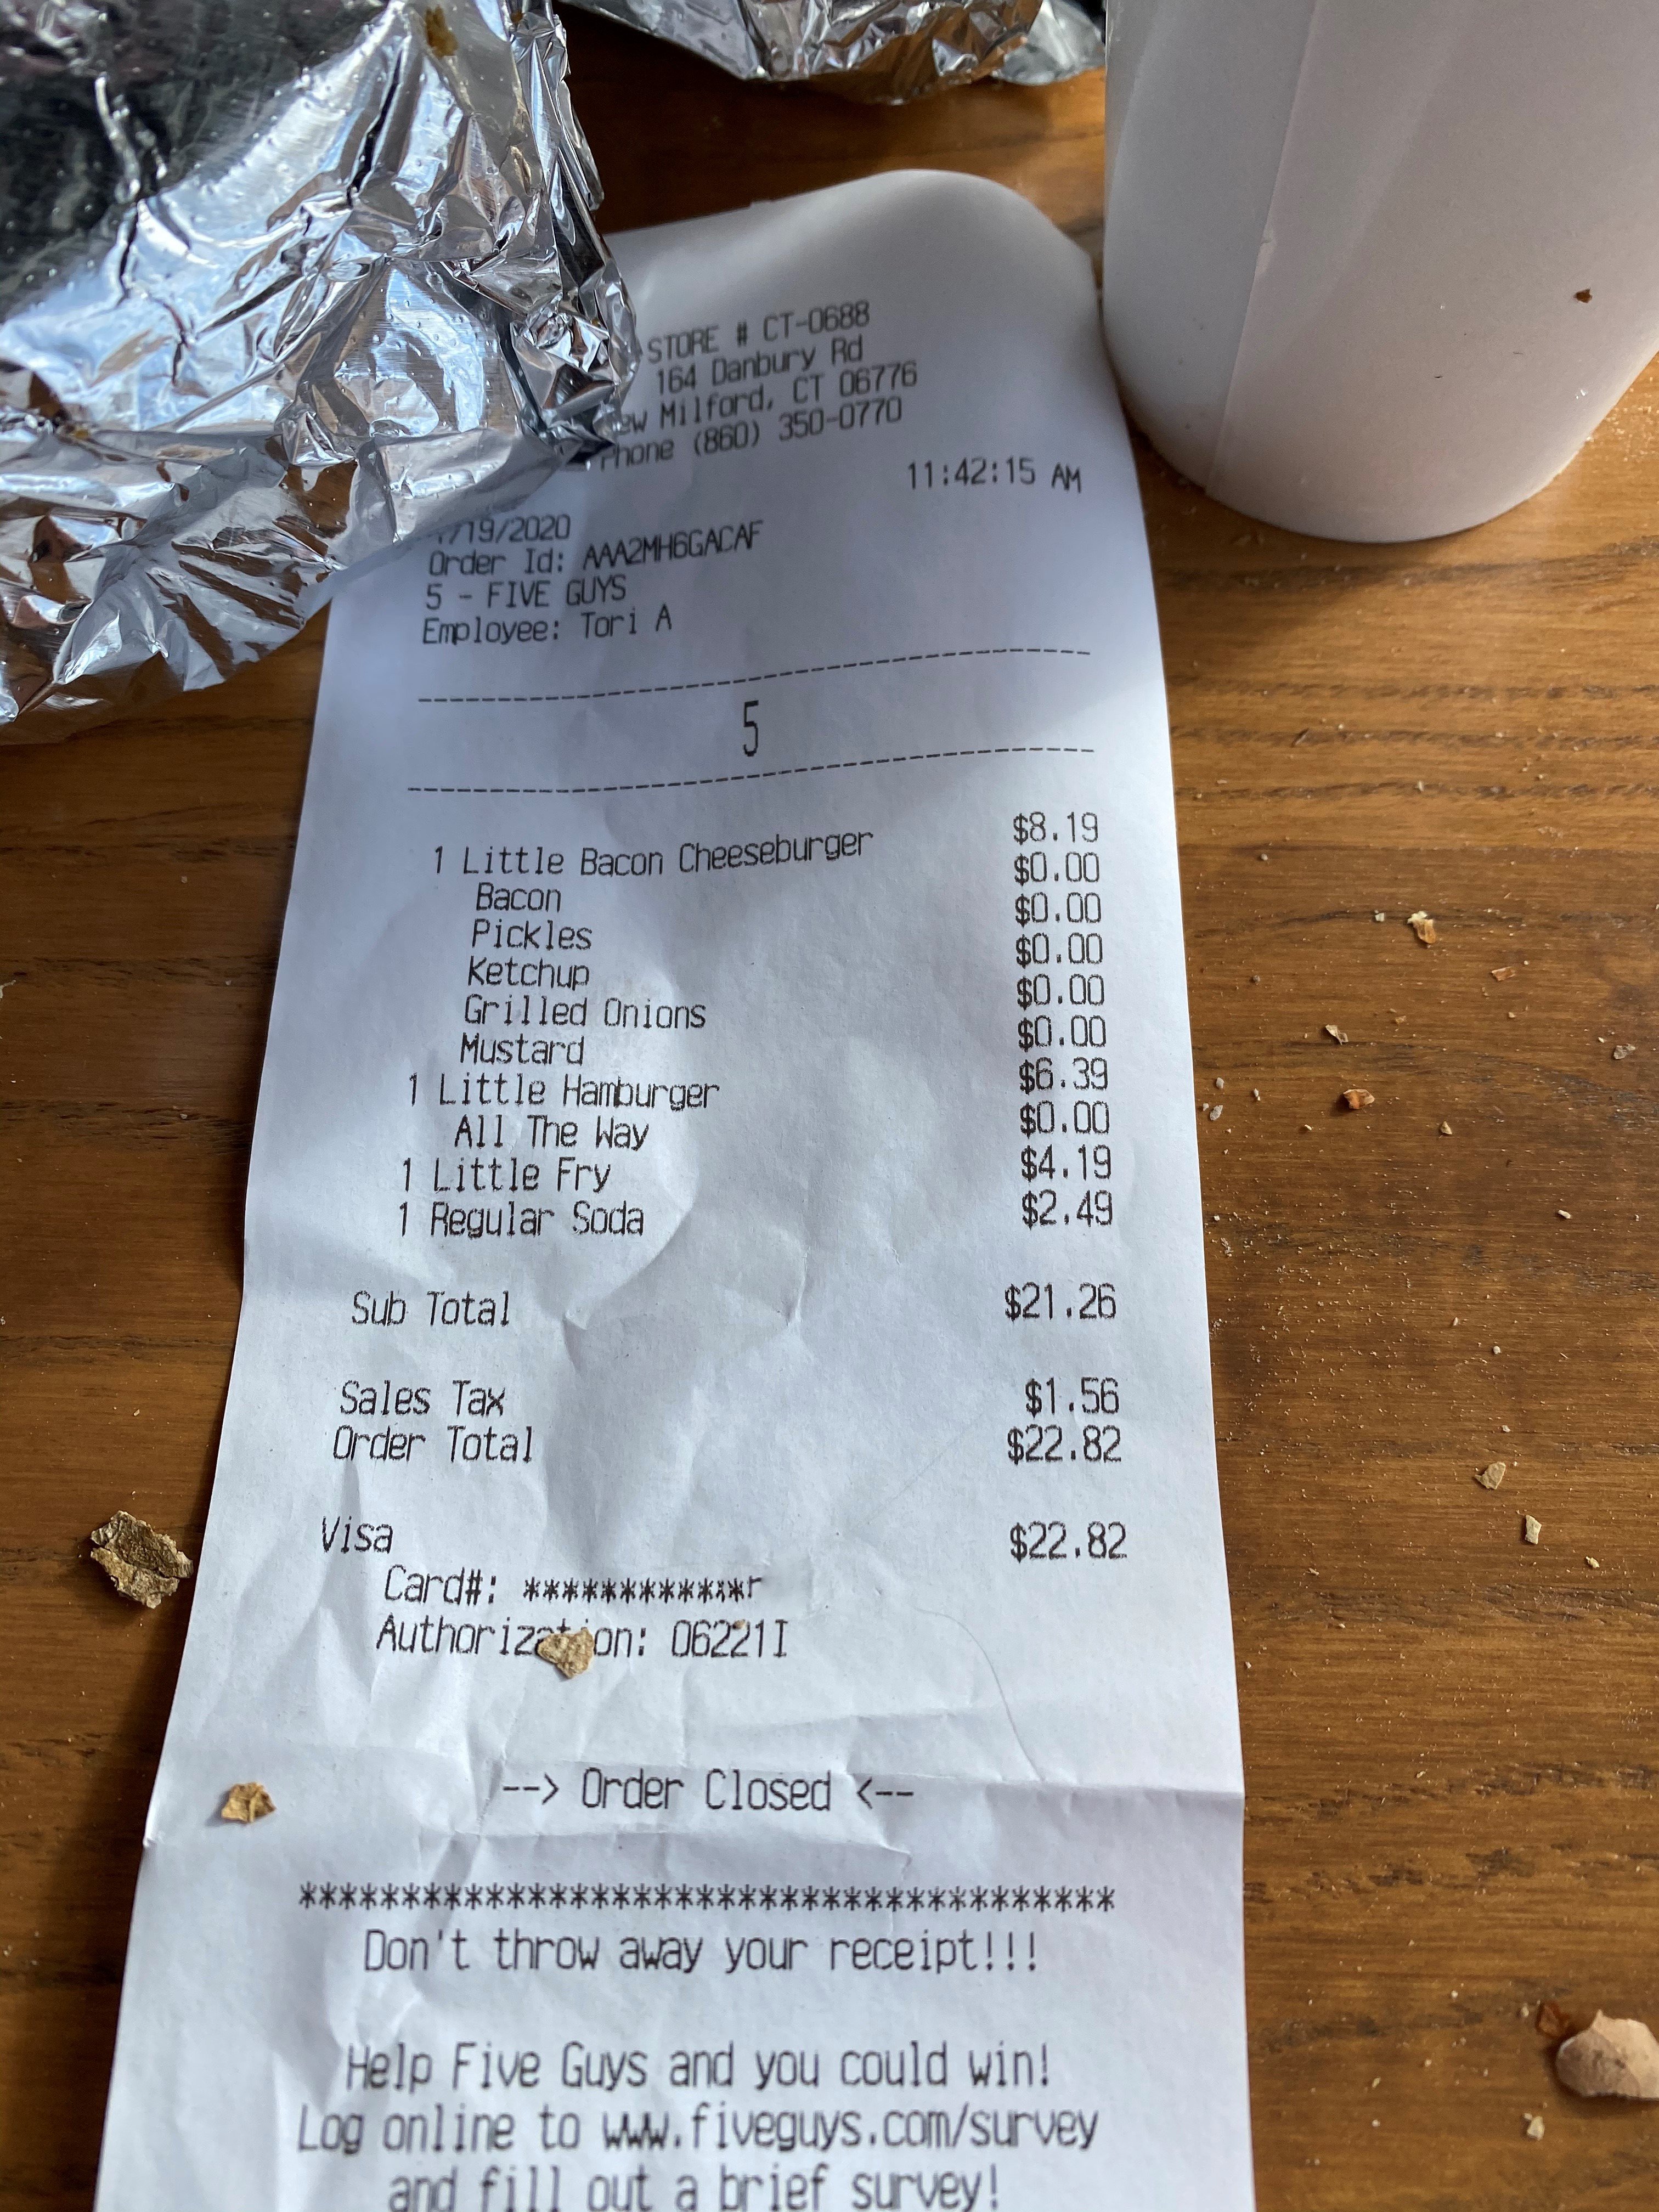 STORE # CT-0688
164 Danbury Rd
ew Milford, CT 06776
Phone (860) 350-0770
11:42:15 AM
/19/2020
Order Id: AAA2MH6GACAF
5 - FIVE GUYS
Employee: Tori A
5
1 Little Bacon Cheeseburger $8.19
Bacon $0.00
Pickles $0.00
Ketchup $0.00
Grilled Onions $0.00
Mustard $0.00
1 Little Hamburger $6.39
All The Way $0.00
1 Little Fry $4.19
1 Regular Soda $2.49
Sub Total $21.26
Sales Tax $1.56
Order Total $22.82
Visa $22.82
Card#: ************r
Authorization: 06221I
--> Order Closed <--
****************************************
Don't throw away your receipt!!!
Help Five Guys and you could win!
Log online to www.fiveguys.com/survey
and fill out a brief survey!